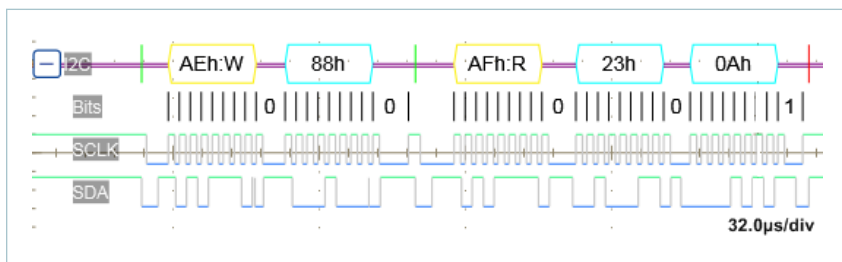 I2C AEh:W 88h AFh:R 23h 0Ah
Bits 0 0 0 0 1
SCLK
SDA
32.0µs/div